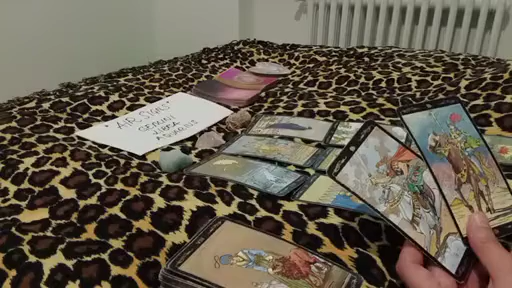 *AIR SIGNS*
- GEMINI
- LIBRA
- AQUARIUS